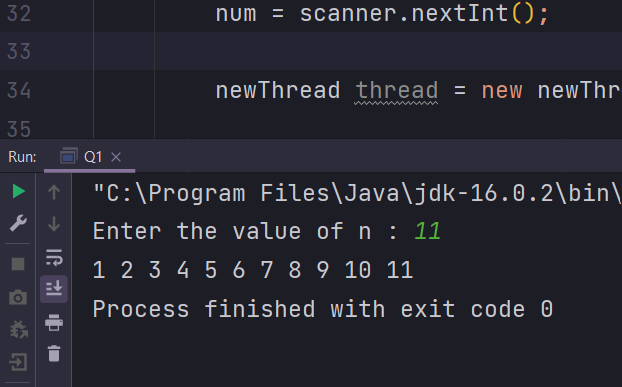 32 num = scanner.nextInt();
33
34 newThread thread = new newThr
35
Run: Q1
"C:\Program Files\Java\jdk-16.0.2\bin\
Enter the value of n : 11
1 2 3 4 5 6 7 8 9 10 11
Process finished with exit code 0